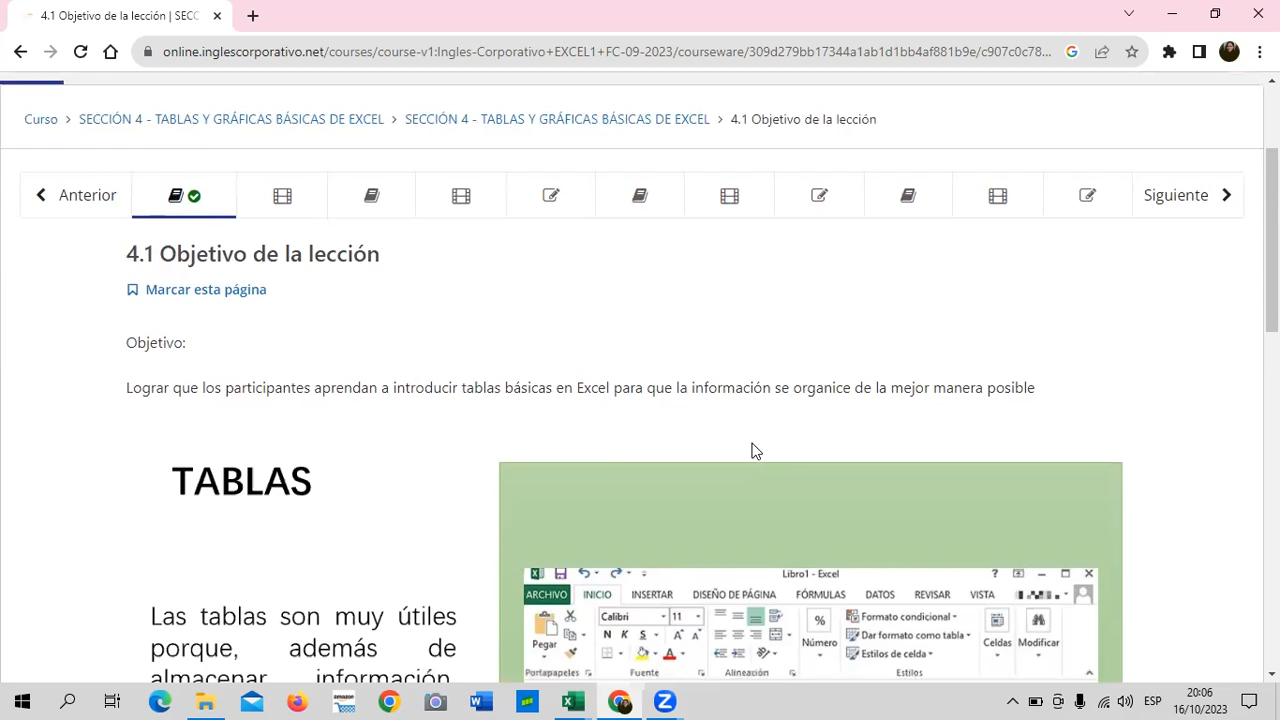 4.1 Objetivo de la lección | SECC
online.inglescorporativo.net/courses/course-v1:Ingles-Corporativo+EXCEL1+FC-09-2023/courseware/309d279bb17344a1ab1d1bb4af881b9e/c907c0c78...
Curso > SECCIÓN 4 - TABLAS Y GRÁFICAS BÁSICAS DE EXCEL > SECCIÓN 4 - TABLAS Y GRÁFICAS BÁSICAS DE EXCEL > 4.1 Objetivo de la lección
Anterior
Siguiente
4.1 Objetivo de la lección
Marcar esta página
Objetivo:
Lograr que los participantes aprendan a introducir tablas básicas en Excel para que la información se organice de la mejor manera posible
TABLAS
Las tablas son muy útiles
porque, además de
almacenar información,
Libro1 - Excel
ARCHIVO INICIO INSERTAR DISEÑO DE PÁGINA FÓRMULAS DATOS REVISAR VISTA
Calibri 11
Formato condicional
Dar formato como tabla
Estilos de celda
N K S
Pegar
Número
Celdas
Modificar
Portapapeles Fuente Alineación Estilos
amazon
ESP
20:06
16/10/2023